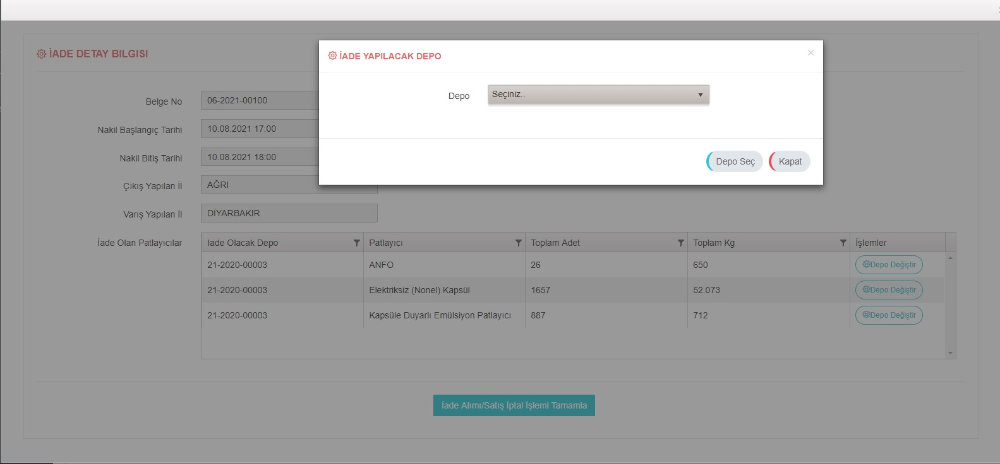 İADE DETAY BILGISI
İADE YAPILACAK DEPO
×
Depo Seçiniz..
Depo Seç Kapat
Belge No 06-2021-00100
Nakil Başlangıç Tarihi 10.08.2021 17:00
Nakil Bitiş Tarihi 10.08.2021 18:00
Çıkış Yapılan İl AĞRI
Varış Yapılan İl DİYARBAKIR
İade Olan Patlayıcılar Iade Olacak Depo Patlayıcı Toplam Adet Toplam Kg İşlemler
21-2020-00003 ANFO 26 650 Depo Değiştir
21-2020-00003 Elektriksiz (Nonel) Kapsül 1657 52.073 Depo Değiştir
21-2020-00003 Kapsüle Duyarlı Emülsiyon Patlayıcı 887 712 Depo Değiştir
İade Alımı/Satış İptal İşlemi Tamamla